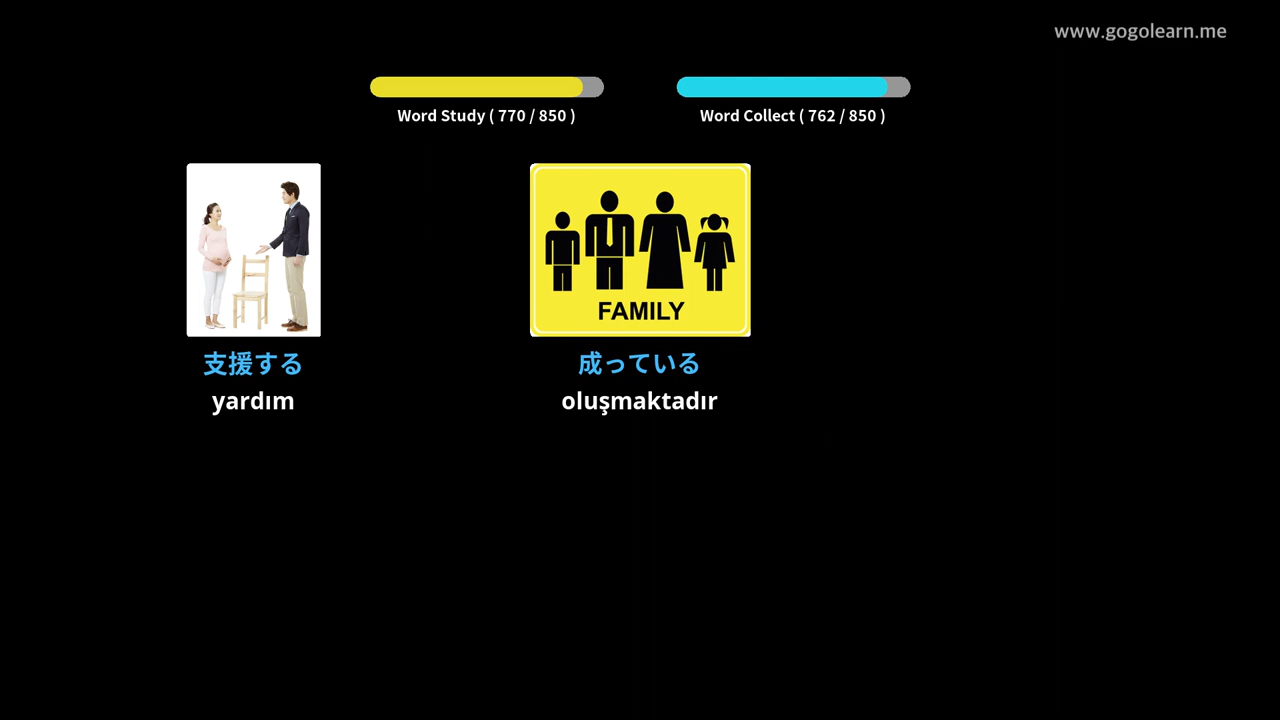 www.gogolearn.me
Word Study ( 770 / 850 )
Word Collect ( 762 / 850 )
FAMILY
支援する
yardım
成っている
oluşmaktadır